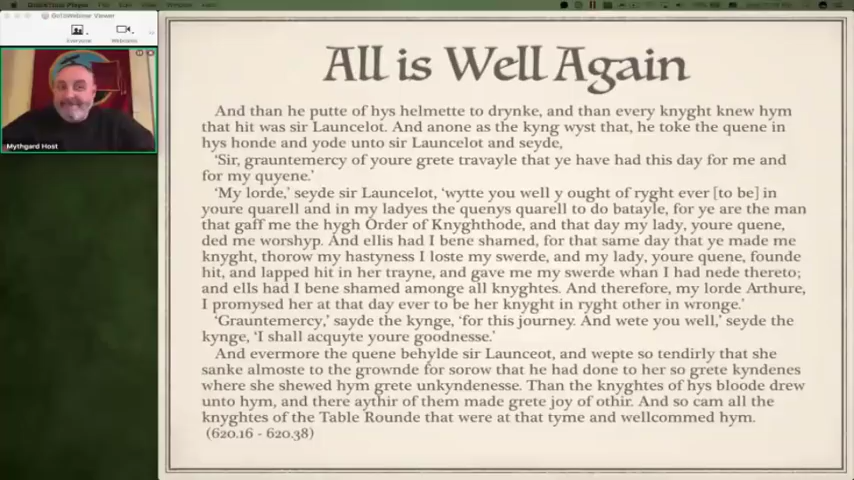 GoToWebinar Viewer
Everyone
Webcams
Mythgard Host
All is Well Again
And than he putte of hys helmette to drynke, and than every knyght knew hym
that hit was sir Launcelot. And anone as the kyng wyst that, he toke the quene in
hys honde and yode unto sir Launcelot and seyde,
'Sir, grauntemercy of youre grete travayle that ye have had this day for me and
for my quyene.'
'My lorde,' seyde sir Launcelot, 'wytte you well y ought of ryght ever [to be] in
youre quarell and in my ladyes the quenys quarell to do batayle, for ye are the man
that gaff me the hygh Order of Knyghthode, and that day my lady, youre quene,
ded me worshyp. And ellis had I bene shamed, for that same day that ye made me
knyght, thorow my hastyness I loste my swerde, and my lady, youre quene, founde
hit, and lapped hit in her trayne, and gave me my swerde whan I had nede thereto;
and ells had I bene shamed amonge all knyghtes. And therefore, my lorde Arthure,
I promysed her at that day ever to be her knyght in ryght other in wronge.'
'Grauntemercy,' sayde the kynge, 'for this journey. And wete you well,' seyde the
kynge, 'I shall acquyte youre goodnesse.'
And evermore the quene behylde sir Launceot, and wepte so tendirly that she
sanke almoste to the grownde for sorow that he had done to her so grete kyndenes
where she shewed hym grete unkyndenesse. Than the knyghtes of hys bloode drew
unto hym, and there aythir of them made grete joy of othir. And so cam all the
knyghtes of the Table Rounde that were at that tyme and wellcommed hym.
(620.16 - 620.38)